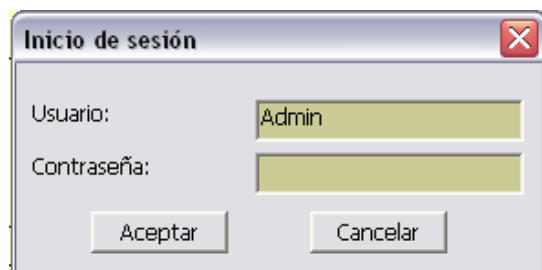 Inicio de sesión
Usuario: Admin
Contraseña:
Aceptar Cancelar